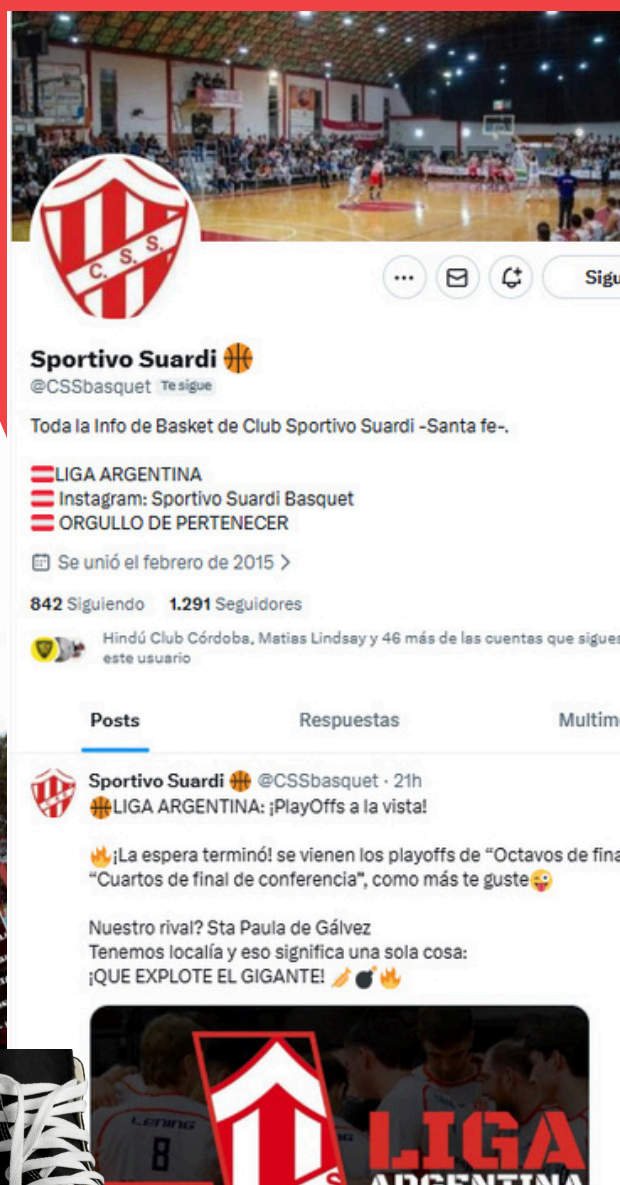 C. S. S.
Sigu
Sportivo Suardi
@CSSbasquet Te sigue
Toda la Info de Basket de Club Sportivo Suardi -Santa fe-.
LIGA ARGENTINA
Instagram: Sportivo Suardi Basquet
ORGULLO DE PERTENECER
Se unió el febrero de 2015
842 Siguiendo 1.291 Seguidores
Hindú Club Córdoba, Matias Lindsay y 46 más de las cuentas que sigues
este usuario
Posts Respuestas Multim
Sportivo Suardi @CSSbasquet · 21h
LIGA ARGENTINA: ¡PlayOffs a la vista!
¡La espera terminó! se vienen los playoffs de “Octavos de fina
“Cuartos de final de conferencia”, como más te guste
Nuestro rival? Sta Paula de Gálvez
Tenemos localía y eso significa una sola cosa:
¡QUE EXPLOTE EL GIGANTE!
LENING
8
S
LIGA
ARGENTINA